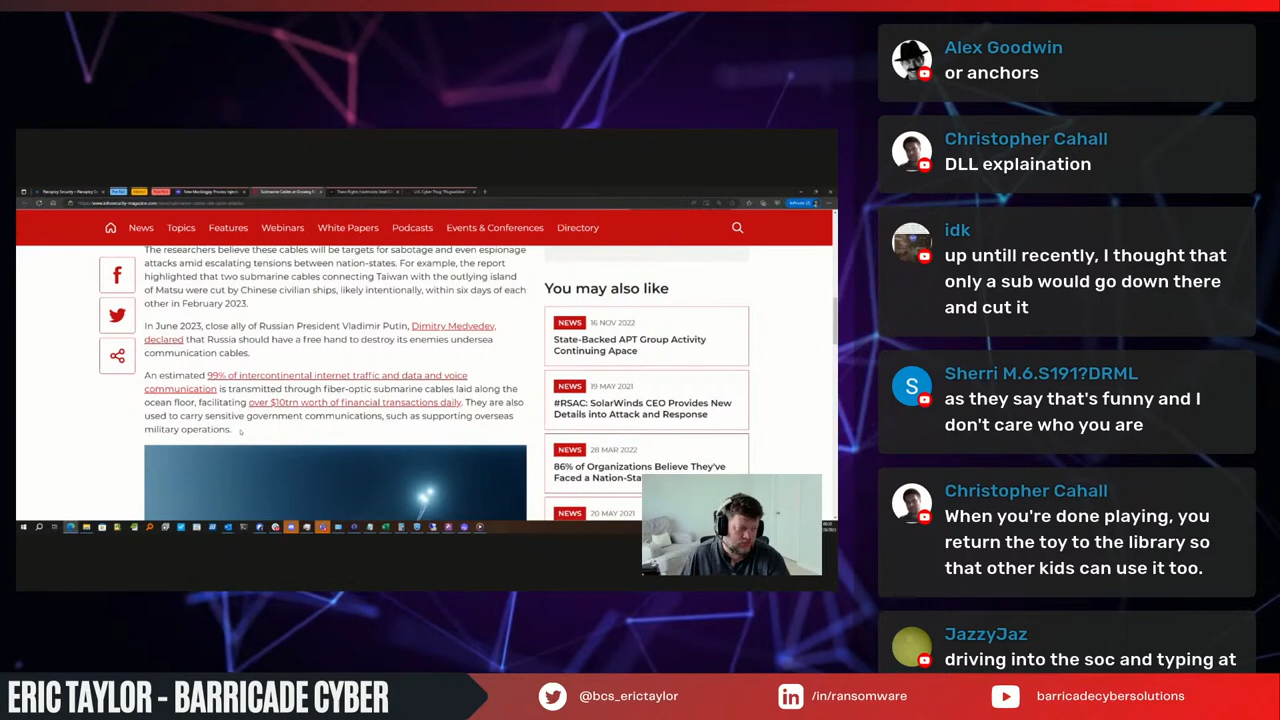 Submarine Cables at Growing
News
Topics
Features
Webinars
White Papers
Podcasts
Events & Conferences
Directory
The researchers believe these cables will be targets for sabotage and even espionage
attacks amid escalating tensions between nation-states. For example, the report
highlighted that two submarine cables connecting Taiwan with the outlying island
of Matsu were cut by Chinese civilian ships, likely intentionally, within six days of each
other in February 2023.
In June 2023, close ally of Russian President Vladimir Putin, Dimitry Medvedev,
declared that Russia should have a free hand to destroy its enemies undersea
communication cables.
An estimated 99% of intercontinental internet traffic and data and voice
communication is transmitted through fiber-optic submarine cables laid along the
ocean floor, facilitating over $10trn worth of financial transactions daily. They are also
used to carry sensitive government communications, such as supporting overseas
military operations.
You may also like
NEWS 16 NOV 2022
State-Backed APT Group Activity
Continuing Apace
NEWS 19 MAY 2021
#RSAC: SolarWinds CEO Provides New
Details into Attack and Response
NEWS 28 MAR 2022
86% of Organizations Believe They've
Faced a Nation-Sta
NEWS 20 MAY 2021
Alex Goodwin
or anchors
Christopher Cahall
DLL explaination
idk
up untill recently, I thought that
only a sub would go down there
and cut it
S
Sherri M.6.S191?DRML
as they say that's funny and I
don't care who you are
Christopher Cahall
When you're done playing, you
return the toy to the library so
that other kids can use it too.
JazzyJaz
driving into the soc and typing at
ERIC TAYLOR - BARRICADE CYBER
@bcs_erictaylor
/in/ransomware
barricadecybersolutions